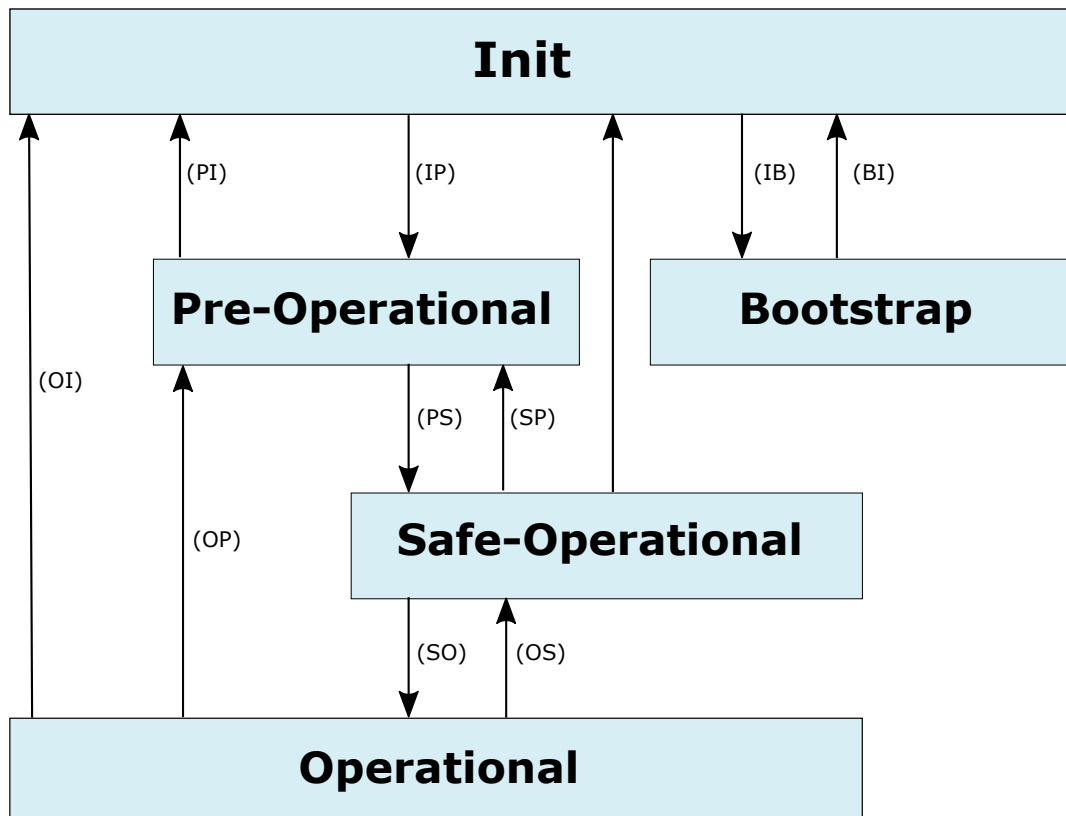 Init
(PI)
(IP)
(IB)
(BI)
Pre-Operational
Bootstrap
(OI)
(PS)
(SP)
(OP)
Safe-Operational
(SO)
(OS)
Operational